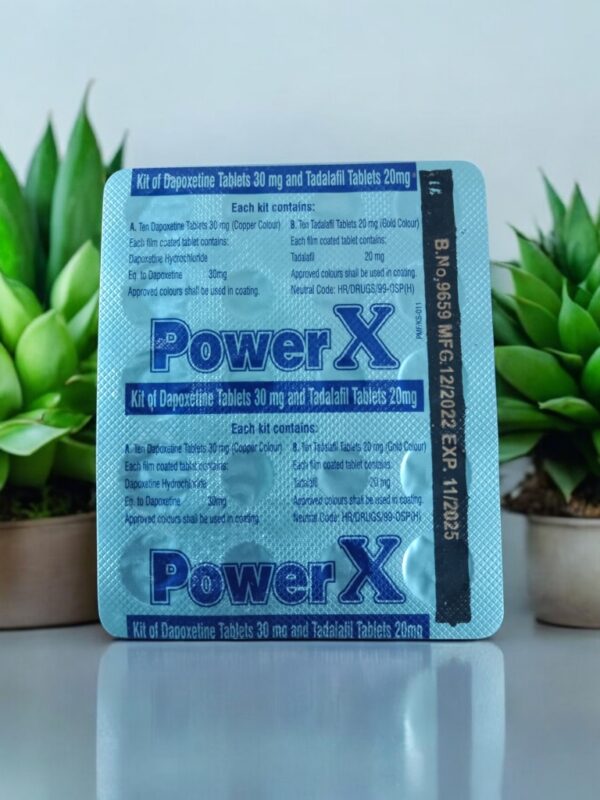 Kit of Dapoxetine Tablets 30 mg and Tadalafil Tablets 20mg
Each kit contains:
A. Ten Dapoxetine Tablets 30 mg (Copper Colour)
Each film coated tablet contains:
Dapoxetine Hydrochloride
Eq. to Dapoxetine 30mg
Approved colours shall be used in coating.
B. Ten Tadalafil Tablets 20 mg (Gold Colour)
Each film coated tablet contains:
Tadalafil 20 mg
Approved colours shall be used in coating.
Neutral Code: HR/DRUGS/99-OSP(H)
Power X
Kit of Dapoxetine Tablets 30 mg and Tadalafil Tablets 20mg
Each kit contains:
A. Ten Dapoxetine Tablets 30 mg (Copper Colour)
Each film coated tablet contains:
Dapoxetine Hydrochloride
Eq. to Dapoxetine 30mg
Approved colours shall be used in coating.
B. Ten Tadalafil Tablets 20 mg (Gold Colour)
Each film coated tablet contains:
Tadalafil 20 mg
Approved colours shall be used in coating.
Neutral Code: HR/DRUGS/99-OSP(H)
Power X
Kit of Dapoxetine Tablets 30 mg and Tadalafil Tablets 20mg
B.No.9659 MFG.12/2022 EXP. 11/2025